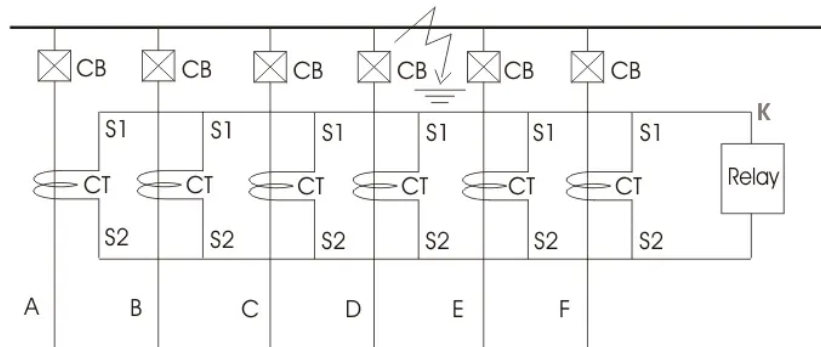 CB CB CB CB CB CB
K
S1 S1 S1 S1 S1 S1
CT CT CT CT CT CT Relay
S2 S2 S2 S2 S2 S2
A B C D E F